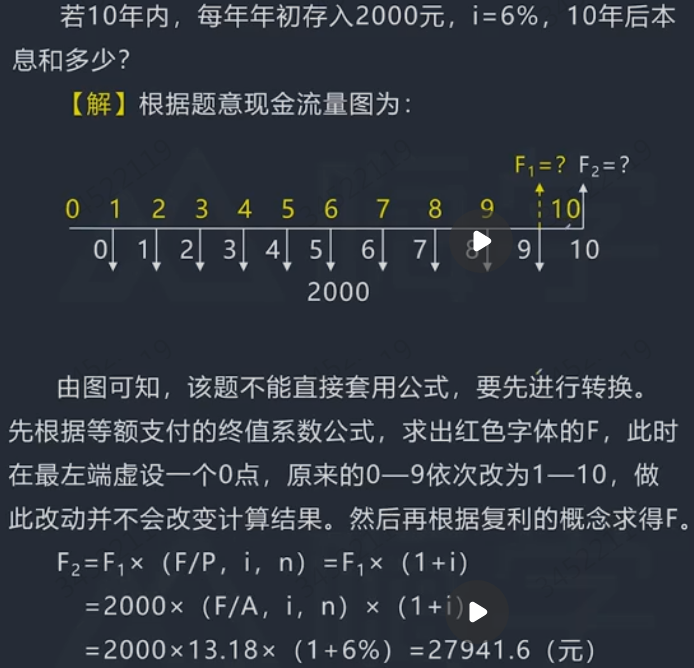 若10年内，每年年初存入2000元，i=6%，10年后本
息和多少？
【解】根据题意现金流量图为：
F₁=? F₂=?
0 1 2 3 4 5 6 7 8 9 10
0 1 2 3 4 5 6 7 8 9 10
2000
由图可知，该题不能直接套用公式，要先进行转换。
先根据等额支付的终值系数公式，求出红色字体的F，此时
在最左端虚设一个0点，原来的0—9依次改为1—10，做
此改动并不会改变计算结果。然后再根据复利的概念求得F。
F₂=F₁×（F/P，i，n）=F₁×（1+i）
=2000×（F/A，i，n）×（1+i）
=2000×13.18×（1+6%）=27941.6（元）